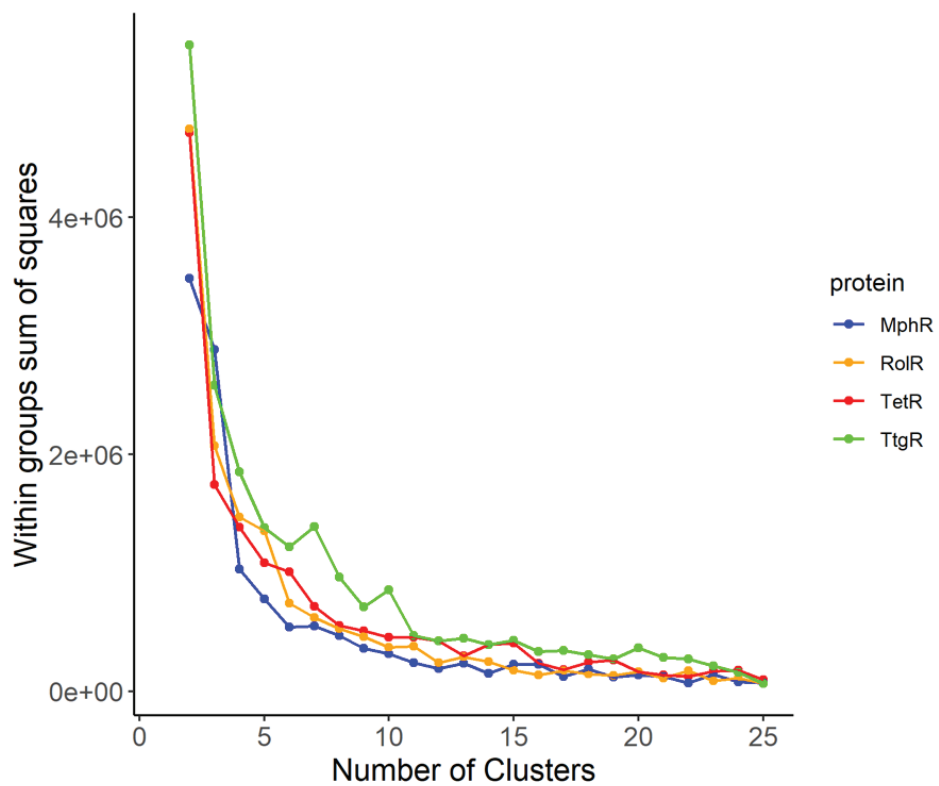 Within groups sum of squares
4e+06
2e+06
0e+00
0
5
10
15
20
25
Number of Clusters
protein
MphR
RolR
TetR
TtgR